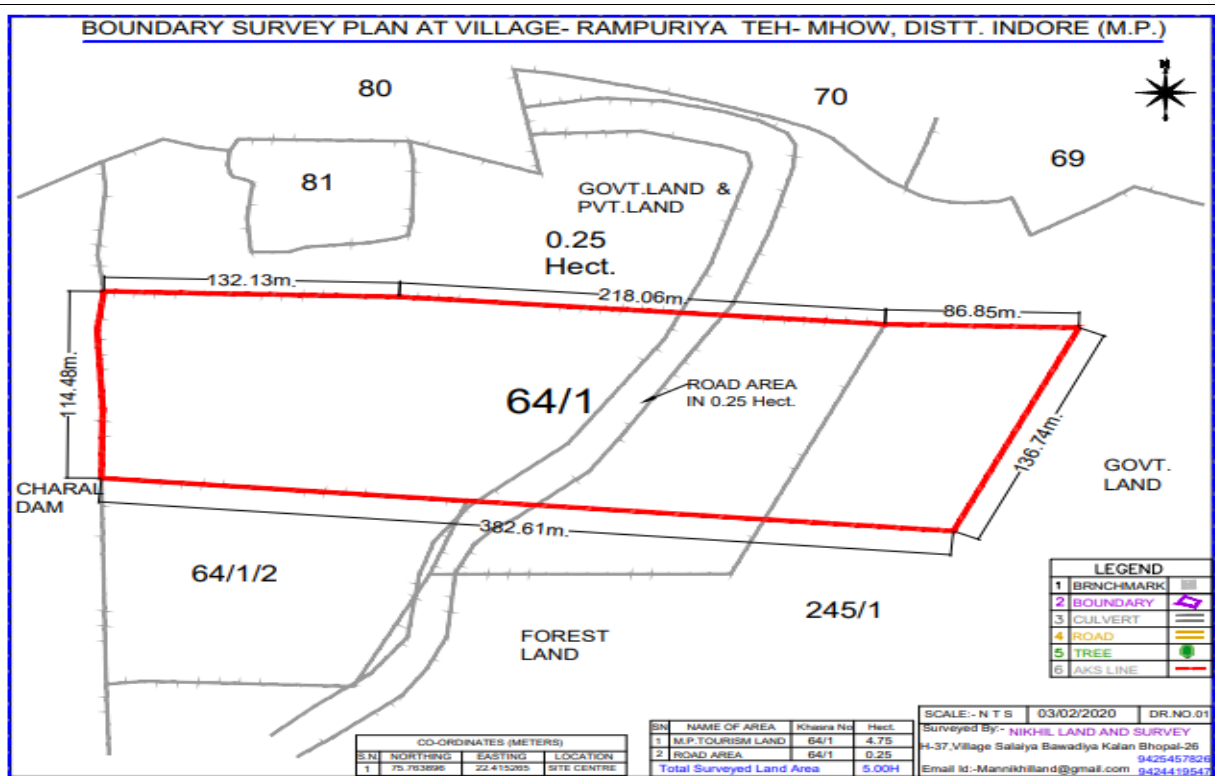 BOUNDARY SURVEY PLAN AT VILLAGE- RAMPURIYA TEH- MHOW, DISTT. INDORE (M.P.)
N
80
70
69
81
GOVT.LAND &
PVT.LAND
0.25
Hect.
132.13m.
218.06m.
86.85m.
114.48m.
64/1
ROAD AREA
IN 0.25 Hect.
136.74m.
GOVT.
LAND
CHARAL
DAM
382.61m.
64/1/2
245/1
FOREST
LAND
LEGEND
1 BRNCHMARK
2 BOUNDARY
3 CULVERT
4 ROAD
5 TREE
6 AKS LINE
CO-ORDINATES (METERS)
S.N. NORTHING EASTING LOCATION
1 75.763896 22.415265 SITE CENTRE
SN NAME OF AREA Khasra No Hect.
1 M.P.TOURISM LAND 64/1 4.75
2 ROAD AREA 64/1 0.25
Total Surveyed Land Area 5.00H
SCALE:- N T S 03/02/2020 DR.NO.01
Surveyed By:- NIKHIL LAND AND SURVEY
H-37,Village Salaiya Bawadiya Kalan Bhopal-26
9425457826
Email Id:-Mannikhilland@gmail.com 9424419547